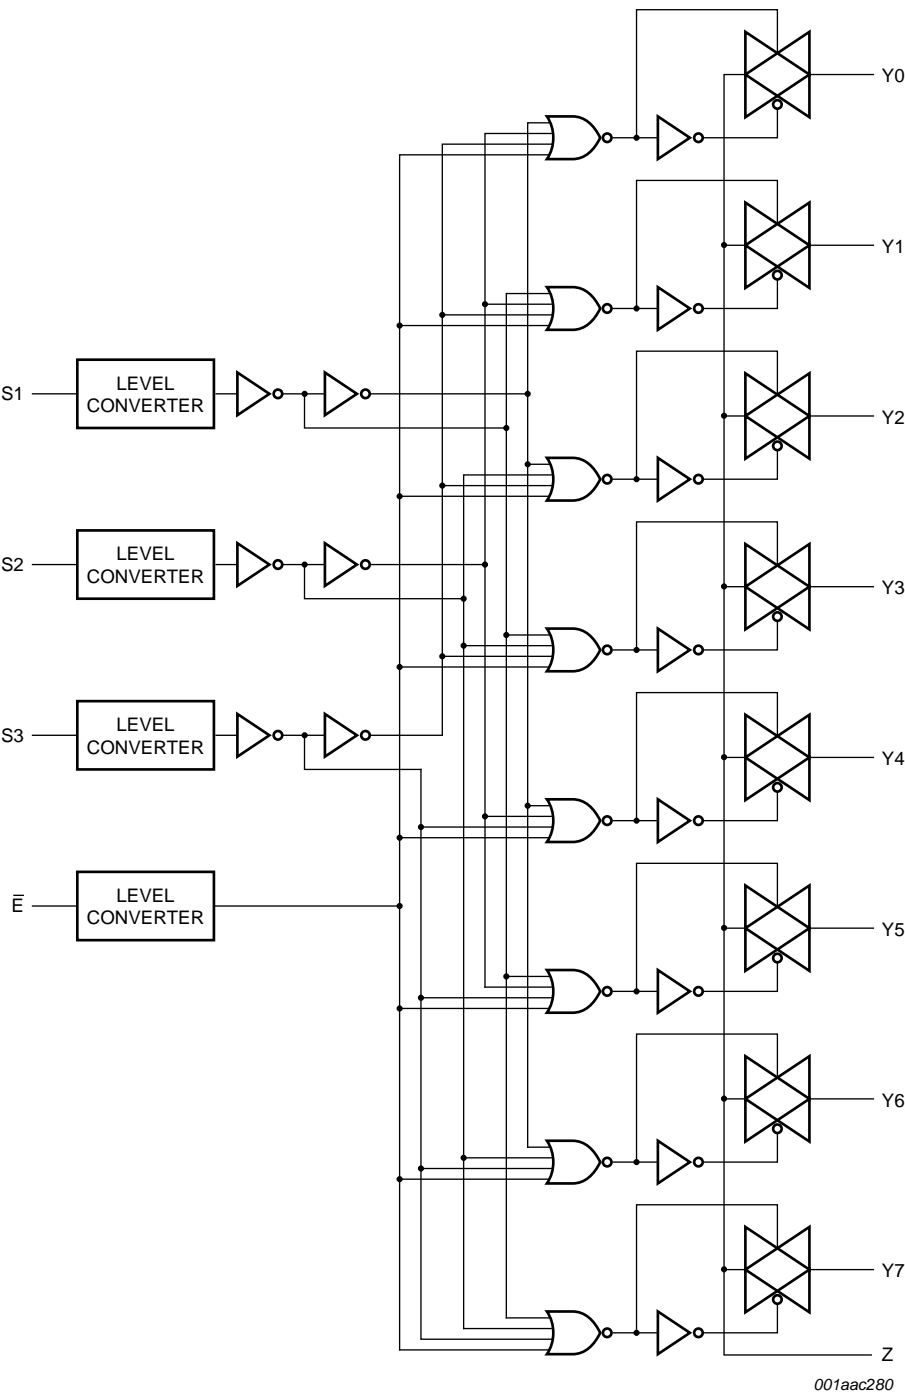 Y0
Y1
S1
LEVEL
CONVERTER
Y2
S2
LEVEL
CONVERTER
Y3
S3
LEVEL
CONVERTER
Y4
E̅
LEVEL
CONVERTER
Y5
Y6
Y7
Z
001aac280